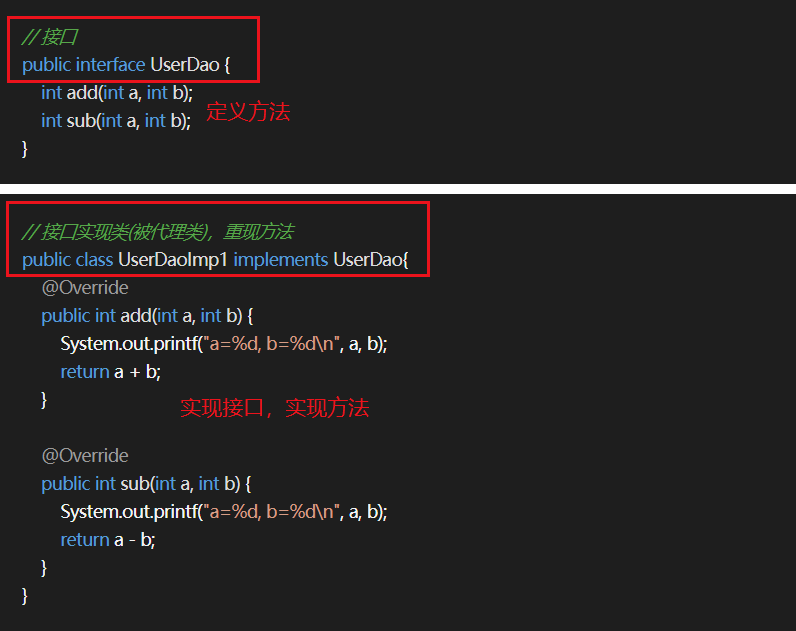 // 接口
public interface UserDao {
int add(int a, int b);
int sub(int a, int b);
定义方法
}
// 接口实现类(被代理类)，重现方法
public class UserDaoImp1 implements UserDao{
@Override
public int add(int a, int b) {
System.out.printf("a=%d, b=%d\n", a, b);
return a + b;
}
实现接口，实现方法
@Override
public int sub(int a, int b) {
System.out.printf("a=%d, b=%d\n", a, b);
return a - b;
}
}